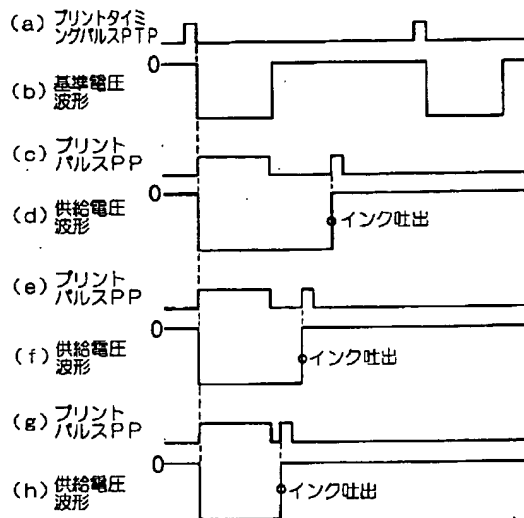 (a) プリントタイミ
ングパルスPTP
0
(b) 基準電圧
波形
(c) プリント
パルスPP
0
(d) 供給電圧
波形
インク吐出
(e) プリント
パルスPP
0
(f) 供給電圧
波形
インク吐出
(g) プリント
パルスPP
0
(h) 供給電圧
波形
インク吐出